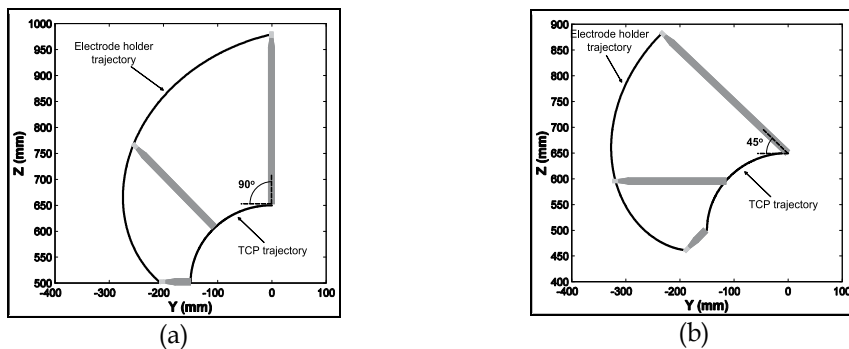 1000
950
900
850
800
750
700
650
600
550
500
Z (mm)
Electrode holder
trajectory
90º
TCP trajectory
-400 -300 -200 -100 0 100
Y (mm)
(a)
900
850
800
750
700
650
600
550
500
450
400
Z (mm)
Electrode holder
trajectory
45º
TCP trajectory
-400 -300 -200 -100 0 100
Y (mm)
(b)